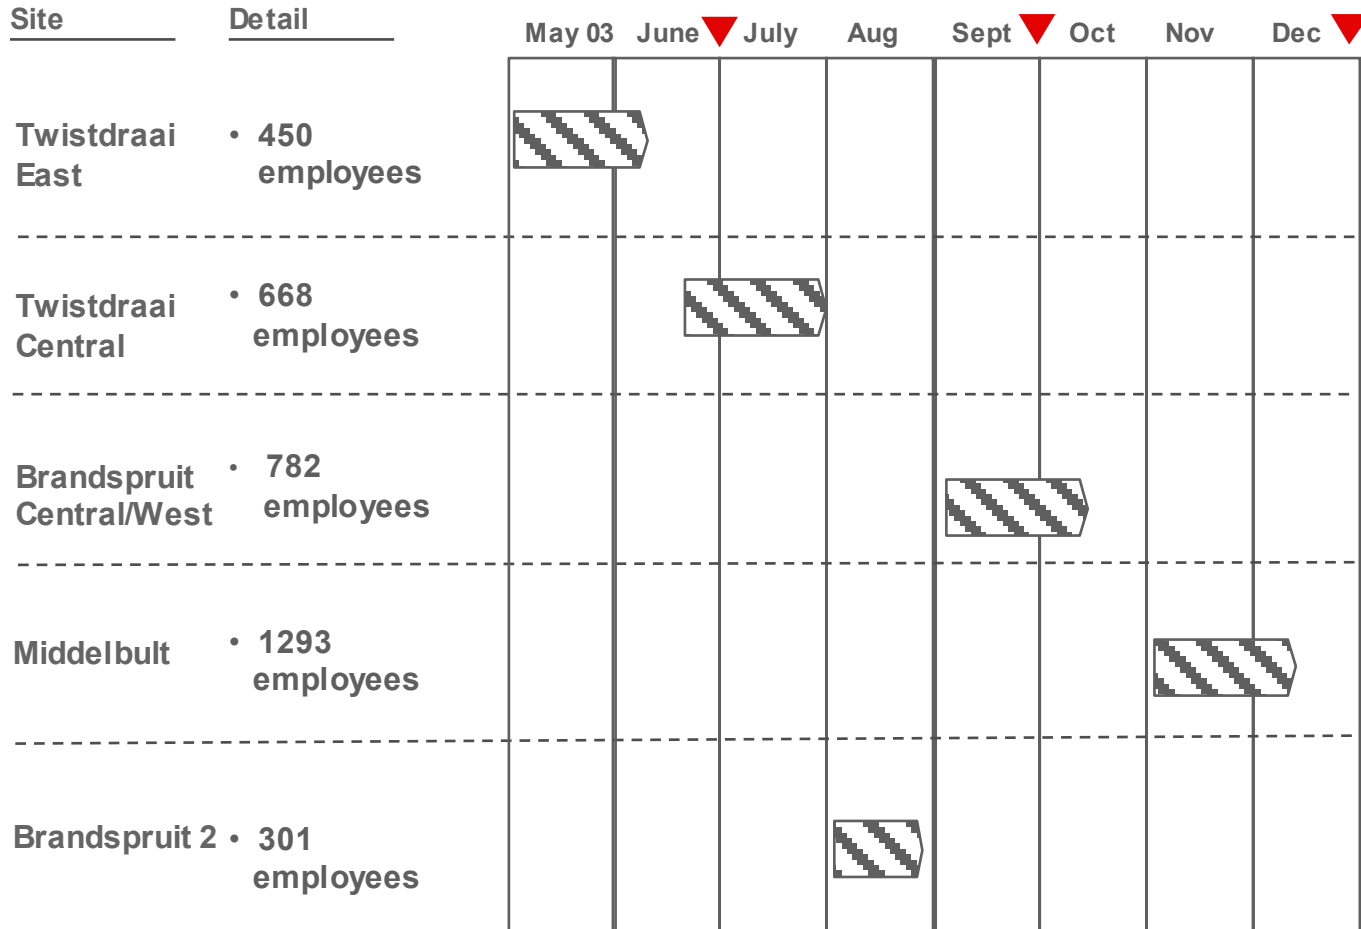 Site Detail May 03 June July Aug Sept Oct Nov Dec
Twistdraai
East
• 450
employees
Twistdraai
Central
• 668
employees
Brandspruit
Central/West
• 782
employees
Middelbult
• 1293
employees
Brandspruit 2
• 301
employees